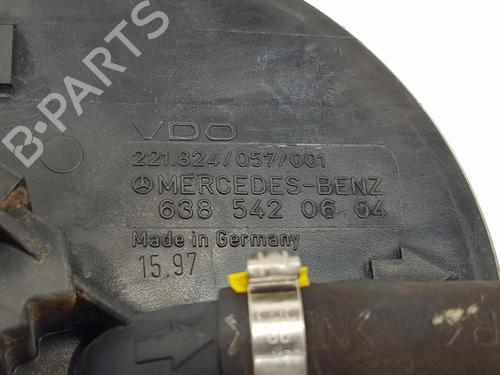 B-PARTS
VDO
221.824/057/001
MERCEDES-BENZ
638 542 06 04
Made in Germany
15.97